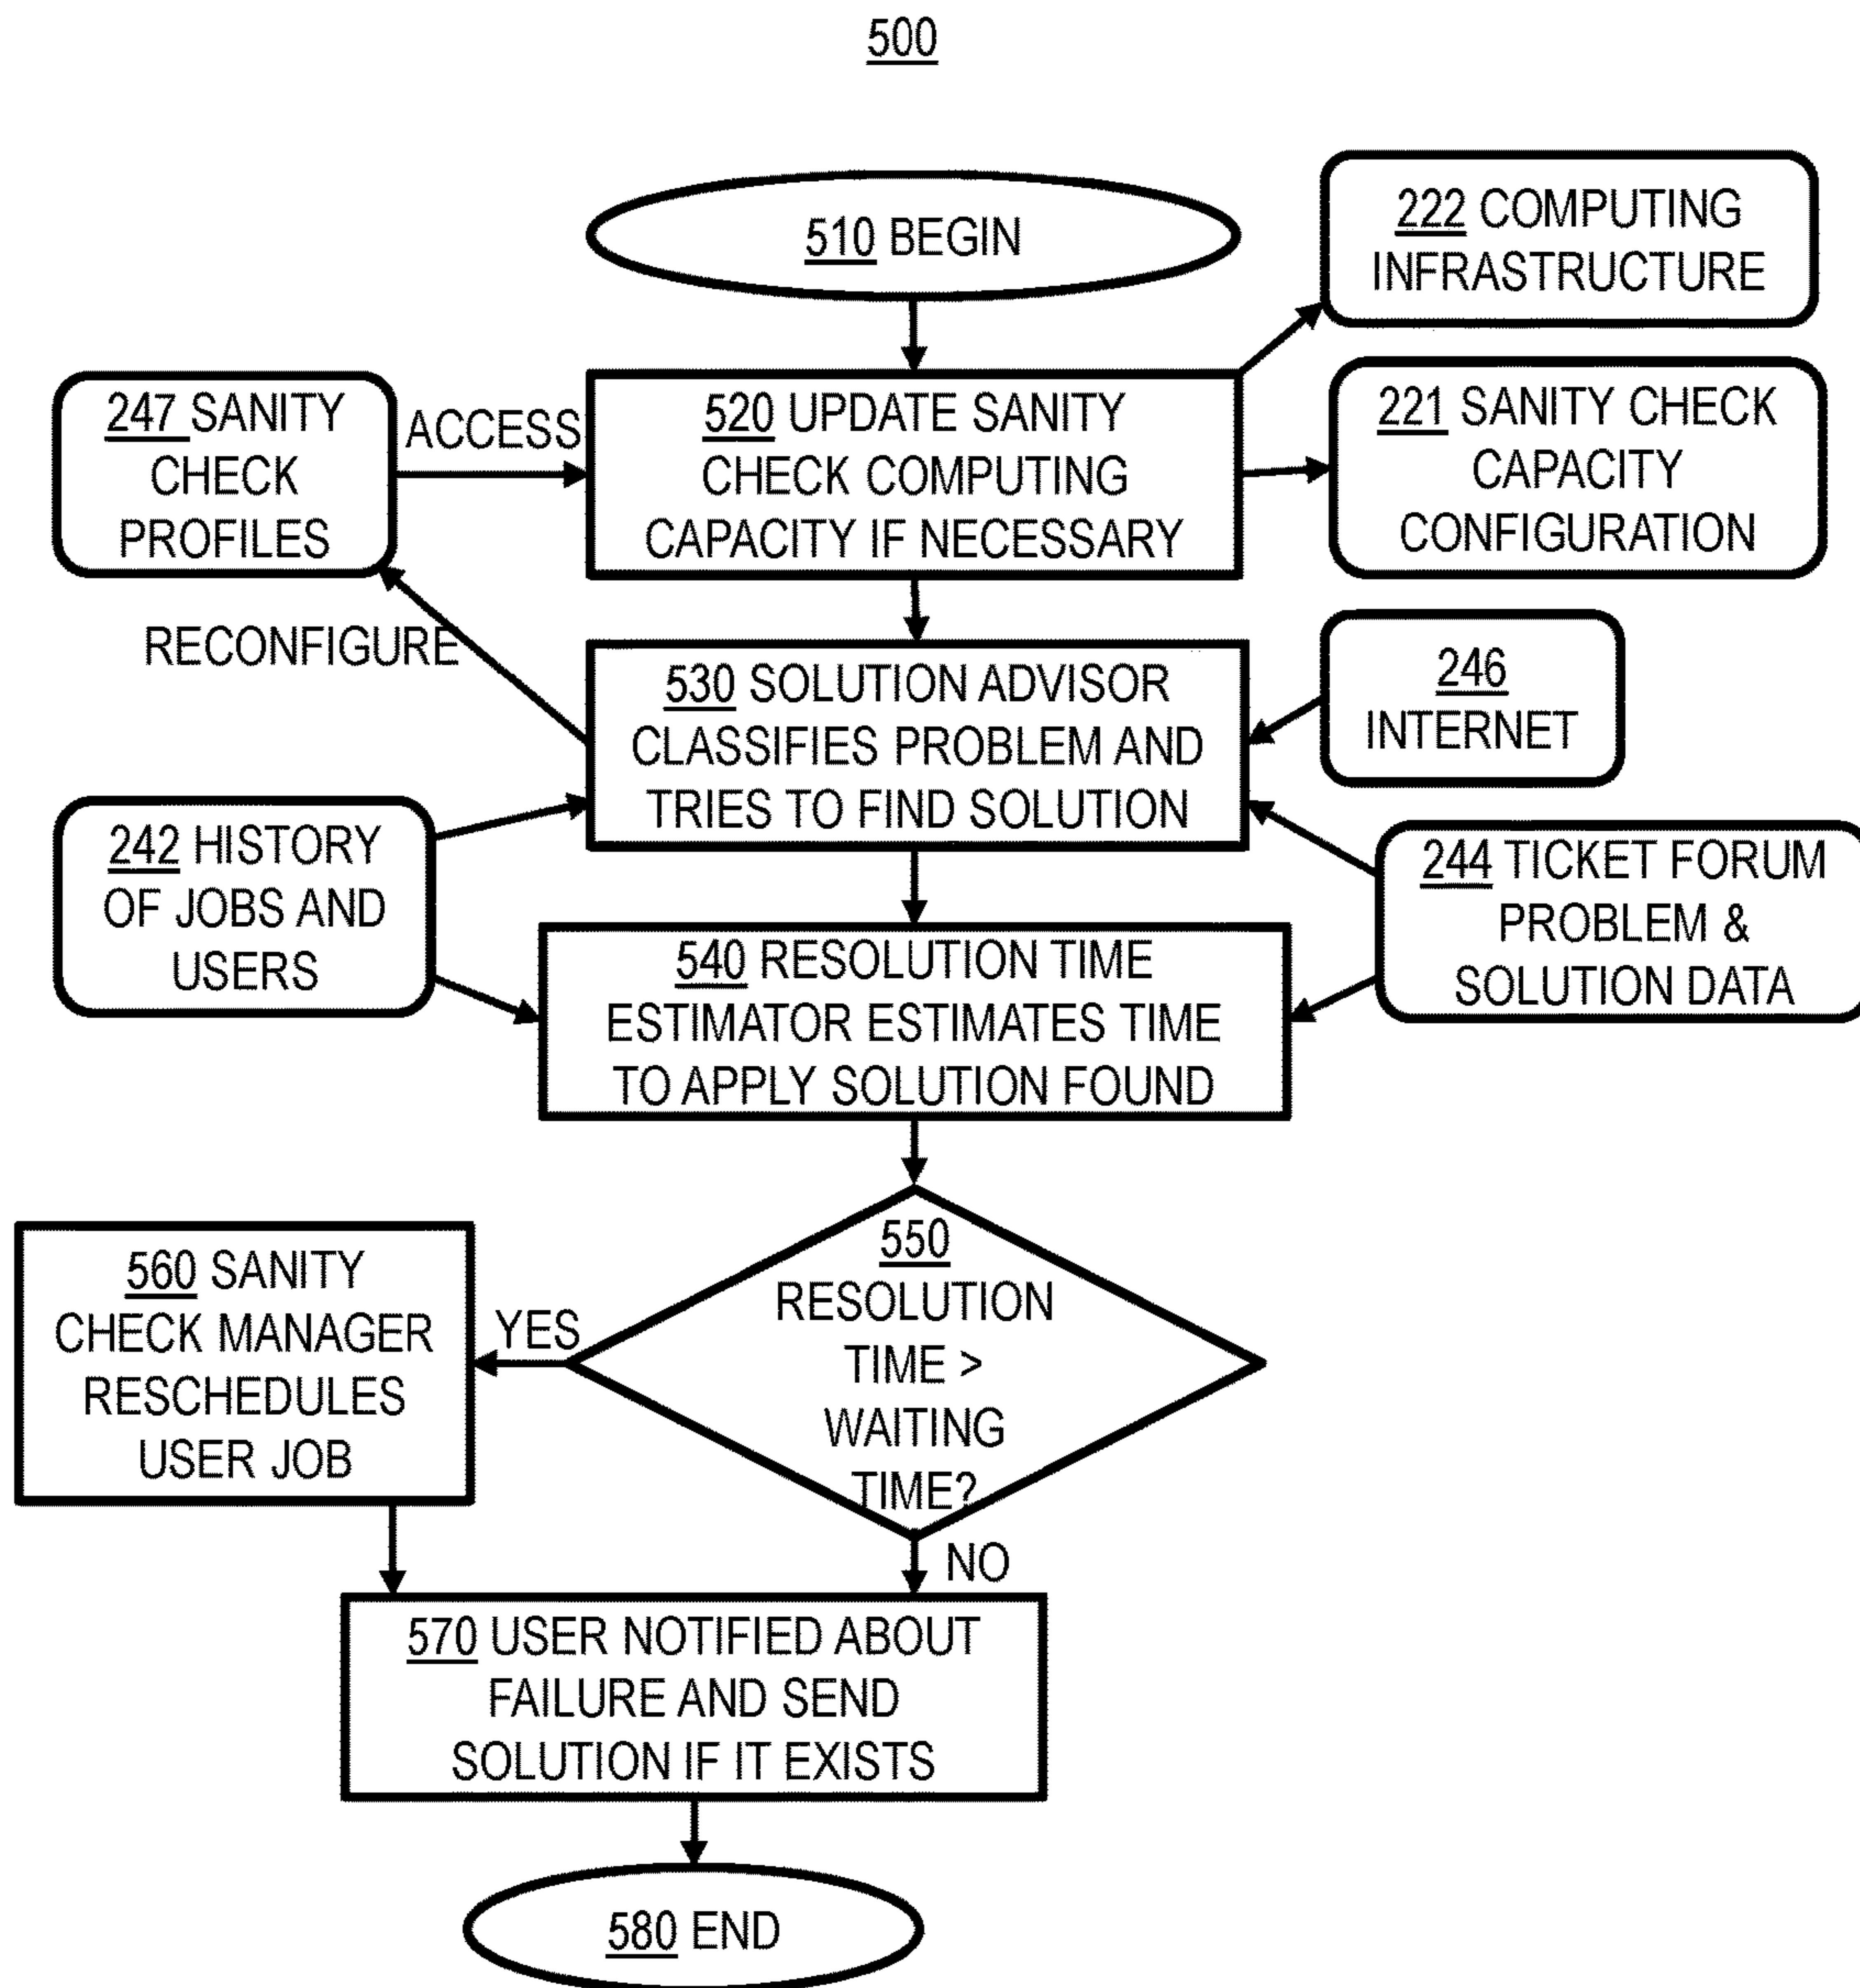 500
510 BEGIN
222 COMPUTING
INFRASTRUCTURE
247 SANITY
CHECK
PROFILES
ACCESS
520 UPDATE SANITY
CHECK COMPUTING
CAPACITY IF NECESSARY
221 SANITY CHECK
CAPACITY
CONFIGURATION
RECONFIGURE
530 SOLUTION ADVISOR
CLASSIFIES PROBLEM AND
TRIES TO FIND SOLUTION
246
INTERNET
242 HISTORY
OF JOBS AND
USERS
244 TICKET FORUM
PROBLEM &
SOLUTION DATA
540 RESOLUTION TIME
ESTIMATOR ESTIMATES TIME
TO APPLY SOLUTION FOUND
550
RESOLUTION
TIME >
WAITING
TIME?
YES
560 SANITY
CHECK MANAGER
RESCHEDULES
USER JOB
NO
570 USER NOTIFIED ABOUT
FAILURE AND SEND
SOLUTION IF IT EXISTS
580 END